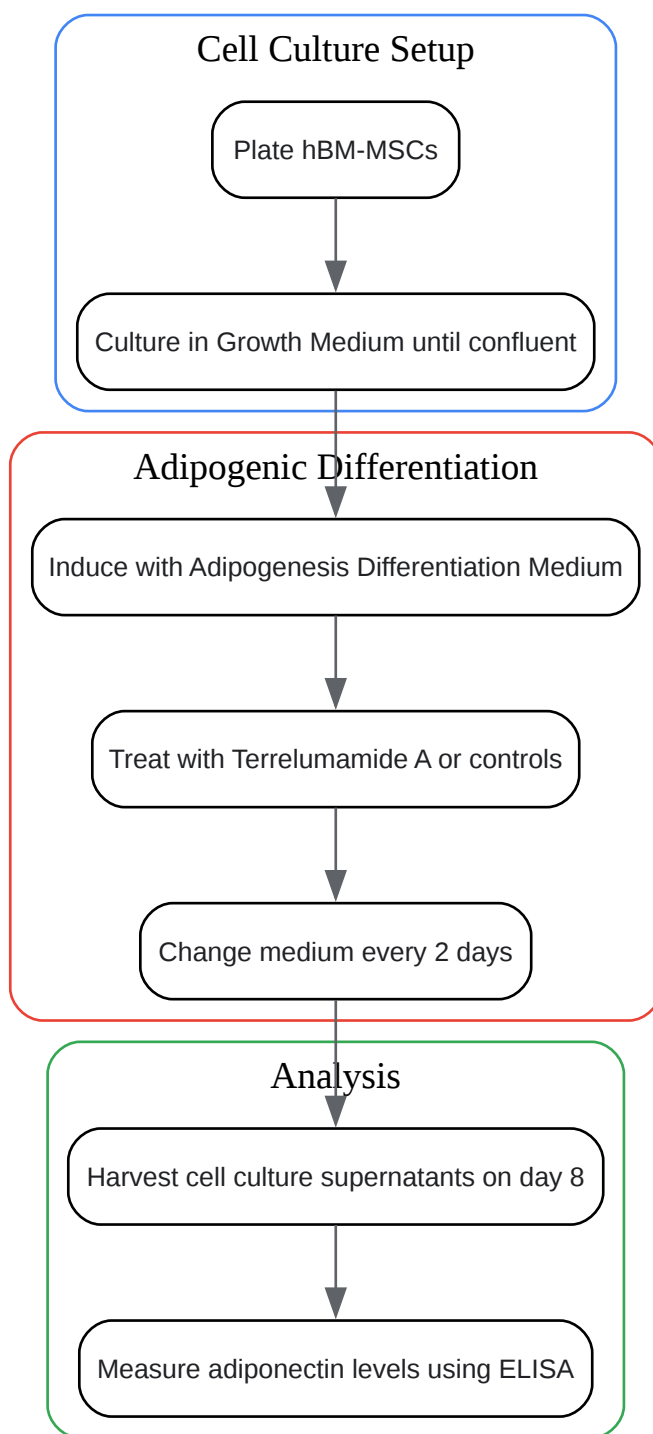 Cell Culture Setup
Plate hBM-MSCs
Culture in Growth Medium until confluent
Adipogenic Differentiation
Induce with Adipogenesis Differentiation Medium
Treat with Terrelumamide A or controls
Change medium every 2 days
Analysis
Harvest cell culture supernatants on day 8
Measure adiponectin levels using ELISA